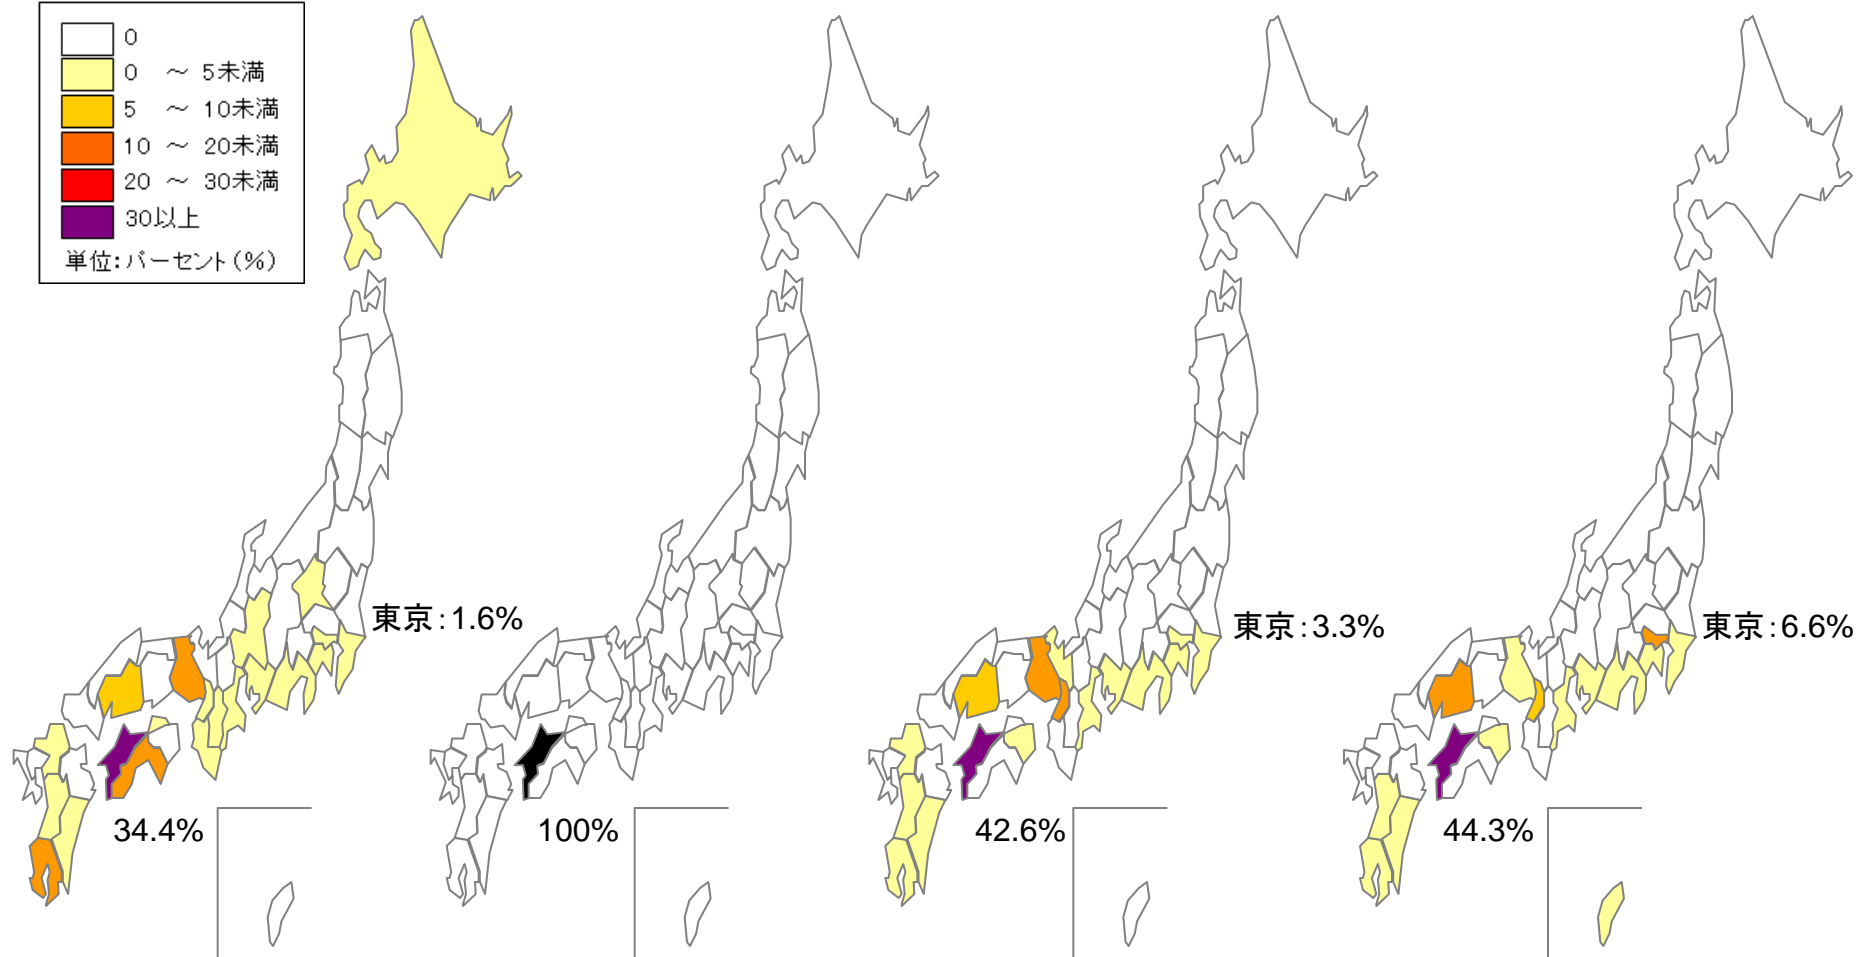 0
0 ～ 5未満
5 ～ 10未満
10 ～ 20未満
20 ～ 30未満
30以上
単位:パーセント(%)
東京:1.6%
東京:3.3%
東京:6.6%
34.4%
100%
42.6%
44.3%